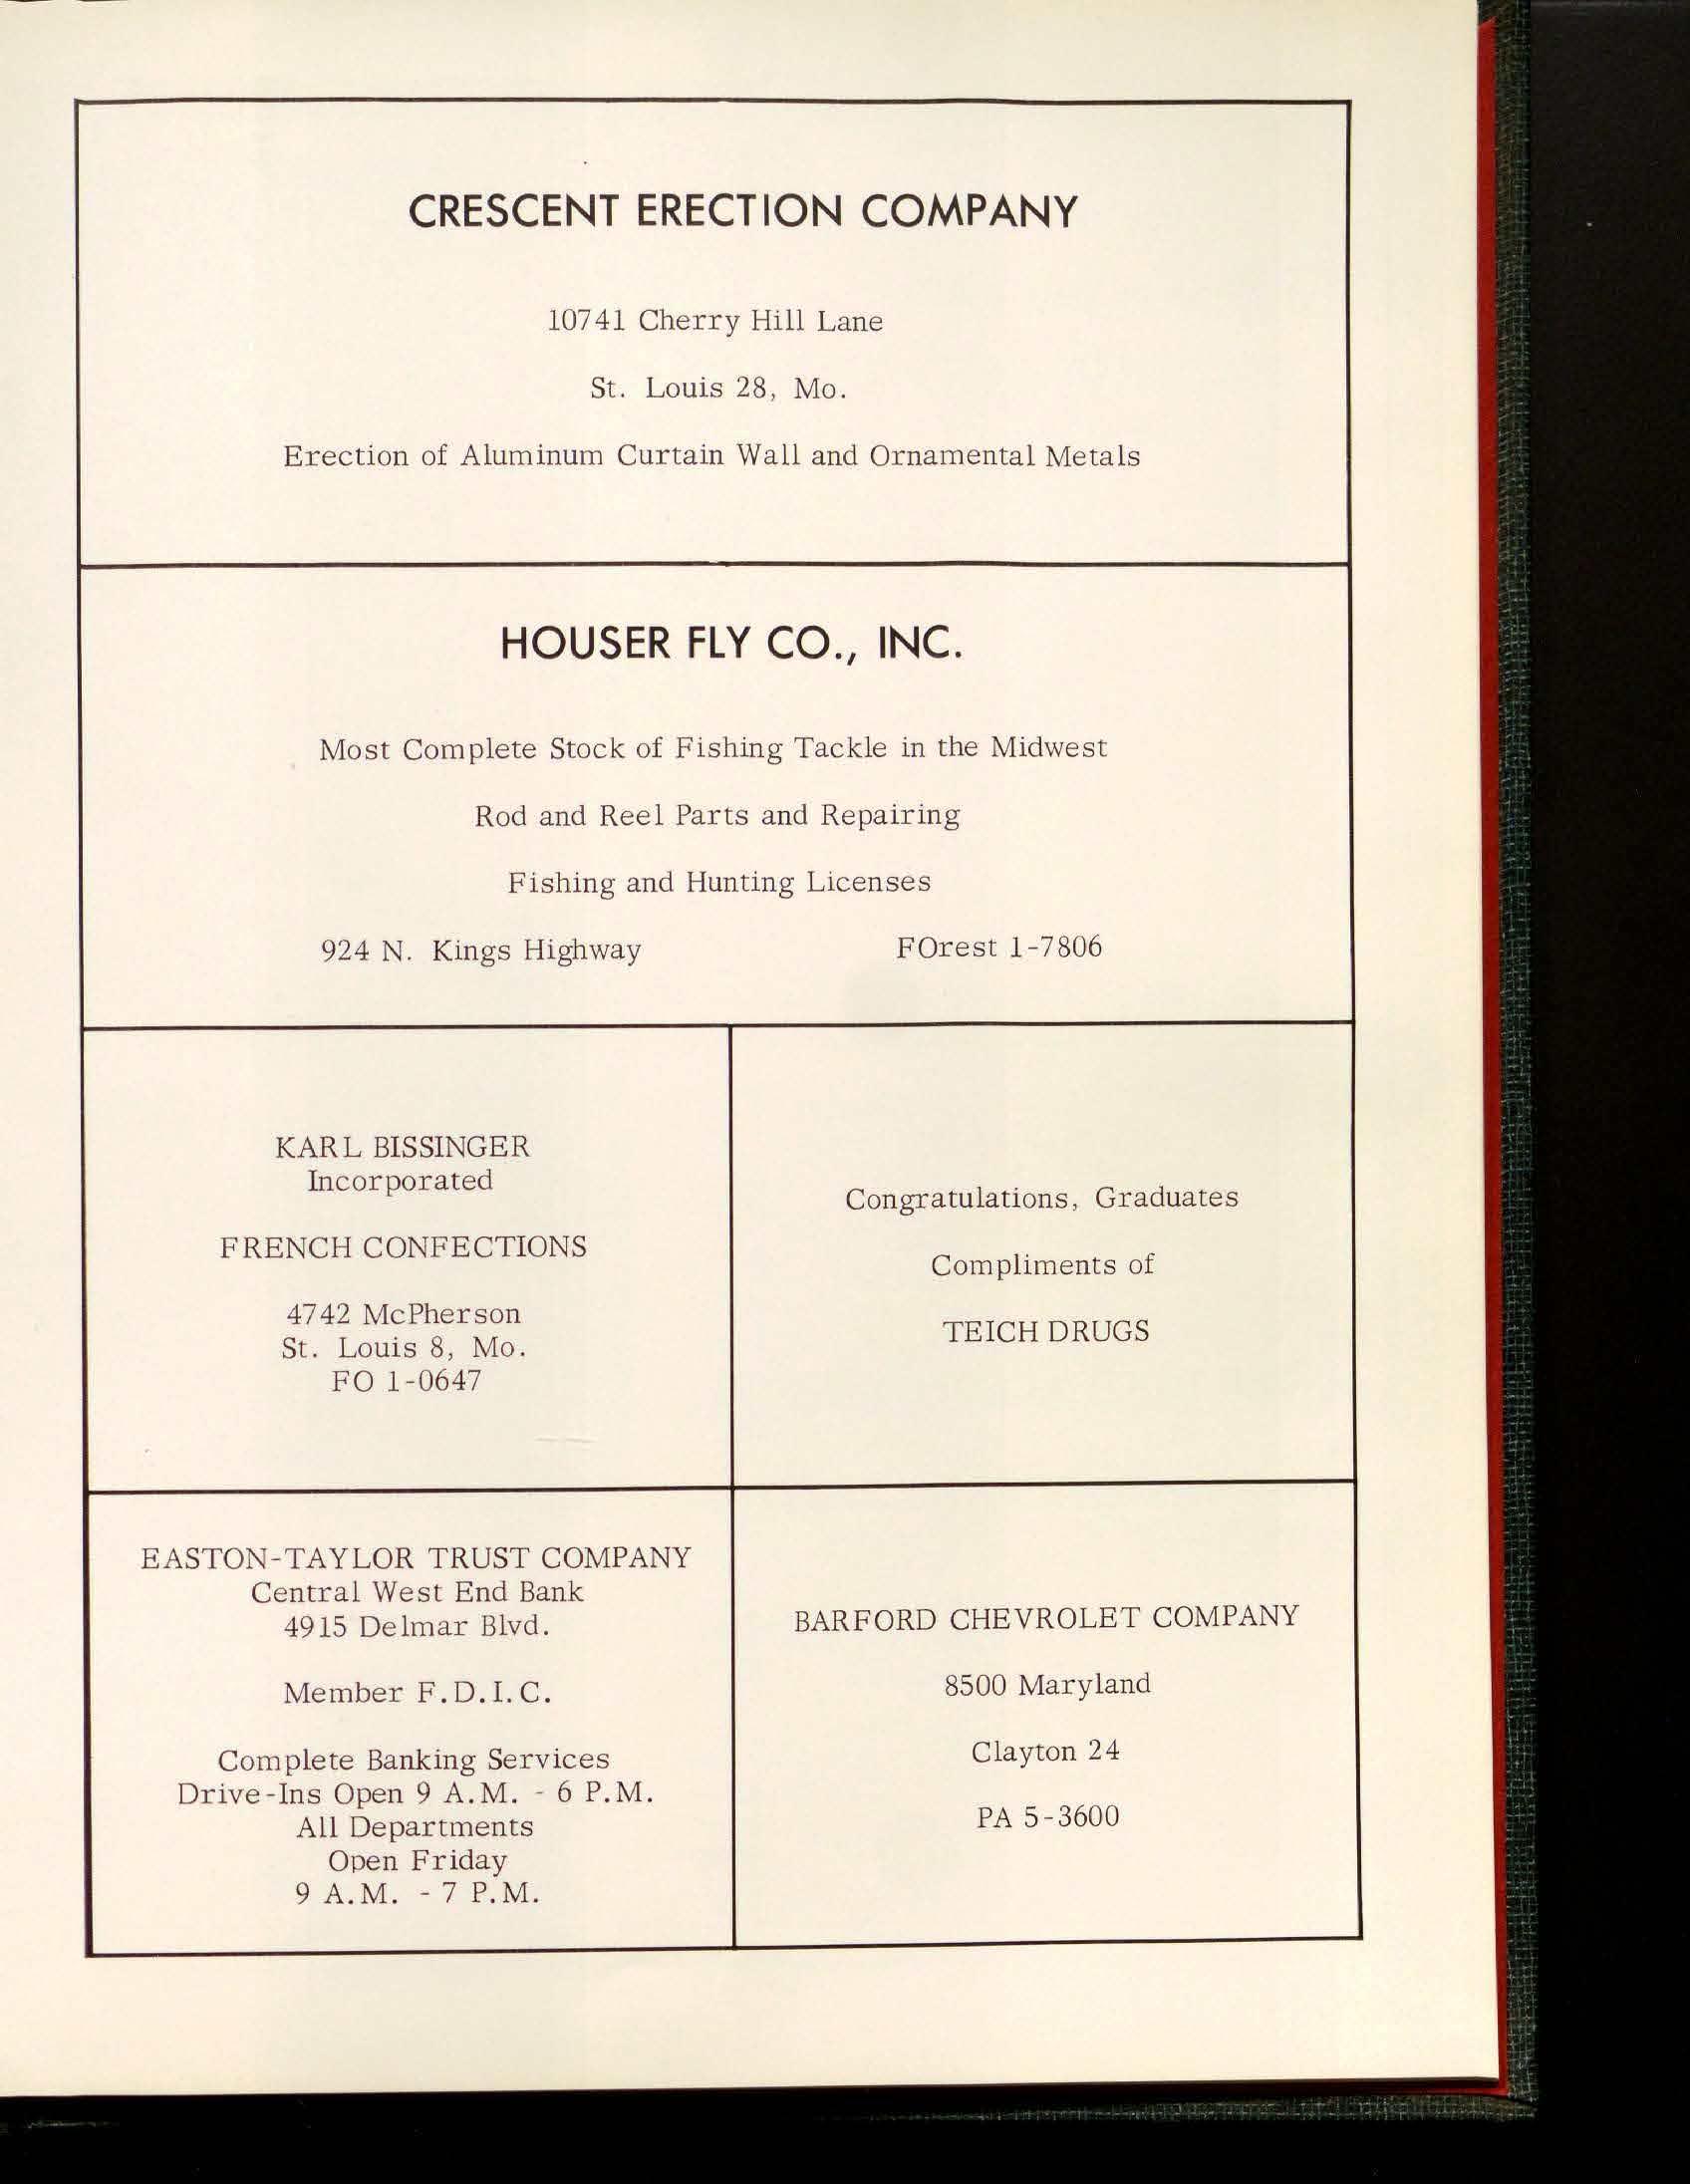 CRESCENT ERECTION COMPANY
10741 Cherry Hill Lane
St. Louis 28, Mo.
Erection of Aluminum Curtain Wall and Ornamental Metals
HOUSER FLY CO., INC.
Most Complete Stock of Fishing Tackle in the Midwest
Rod and Reel Parts and Repairing
Fishing and Hunting Licenses
924 N. Kings Highway FOrest 1-7806
KARL BISSINGER
Incorporated
FRENCH CONFECTIONS
4742 McPherson
St. Louis 8, Mo.
FO 1-0647
Congratulations, Graduates
Compliments of
TEICH DRUGS
EASTON-TAYLOR TRUST COMPANY
Central West End Bank
4915 Delmar Blvd.
Member F.D.I.C.
Complete Banking Services
Drive-Ins Open 9 A.M. - 6 P.M.
All Departments
Open Friday
9 A.M. - 7 P.M.
BARFORD CHEVROLET COMPANY
8500 Maryland
Clayton 24
PA 5-3600